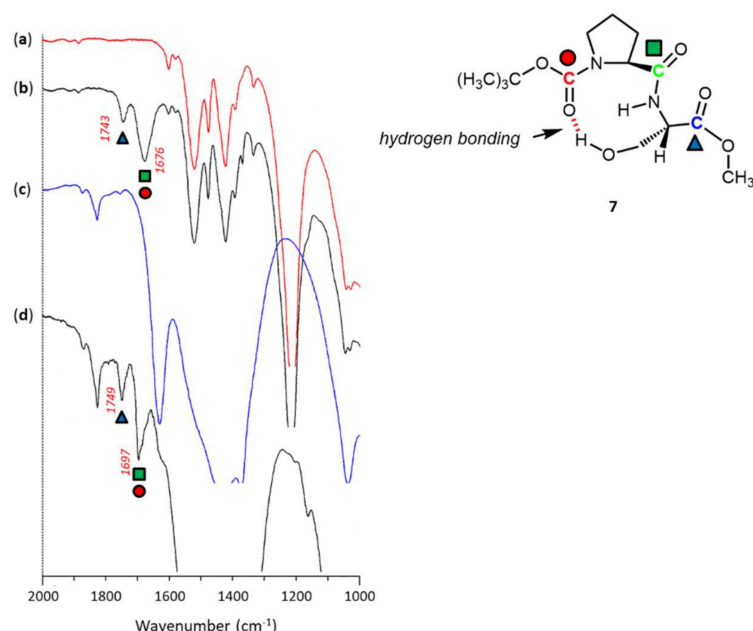 (a)
(b)
1743
1676
(c)
(d)
1749
1697
2000 1800 1600 1400 1200 1000
Wavenumber (cm⁻¹)
(H₃C)₃C
O
C
N
C
O
O
H
N
O
hydrogen bonding
H
O
H
C
O
CH₃
7